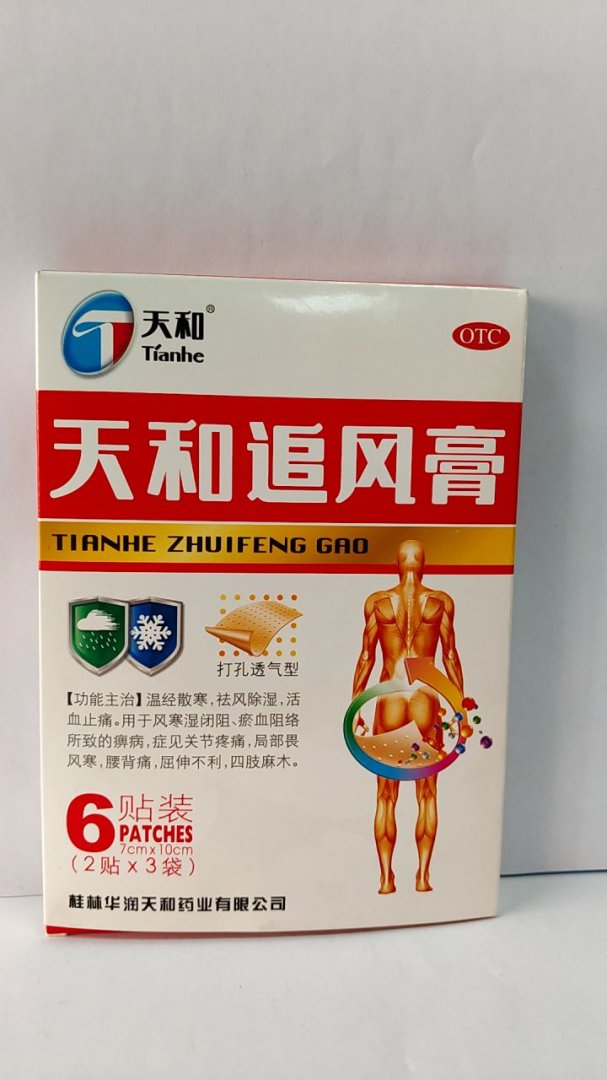 天和®
Tianhe
OTC
天和追风膏
TIANHE ZHUIFENG GAO
打孔透气型
【功能主治】温经散寒,祛风除湿,活
血止痛。用于风寒湿闭阻、瘀血阻络
所致的痹病,症见关节疼痛,局部畏
风寒,腰背痛,屈伸不利,四肢麻木。
6贴装
PATCHES
7cmx10cm
(2贴x3袋)
桂林华润天和药业有限公司